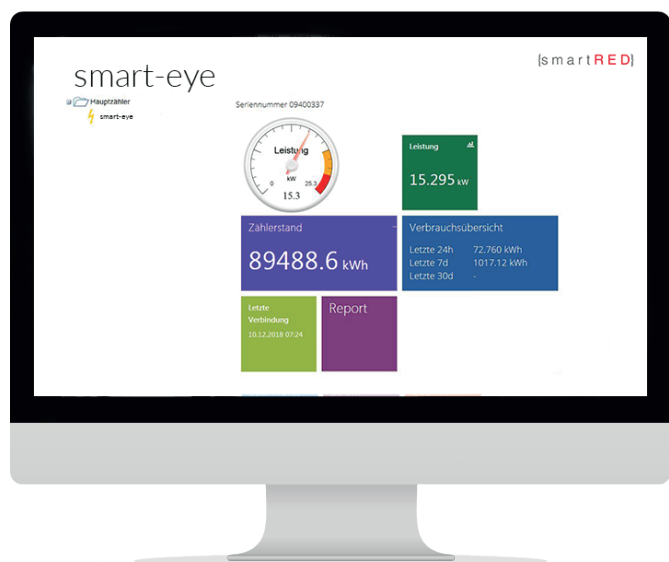 {smartRED}
smart-eye
Hauptzähler
smart-eye
Seriennummer 09400337
Leistung
kW
0 25.3
15.3
Leistung
15.295 kW
Zählerstand
89488.6 kWh
Verbrauchsübersicht
Letzte 24h 72.760 kWh
Letzte 7d 1017.12 kWh
Letzte 30d -
Letzte
Verbindung
10.12.2018 07:24
Report